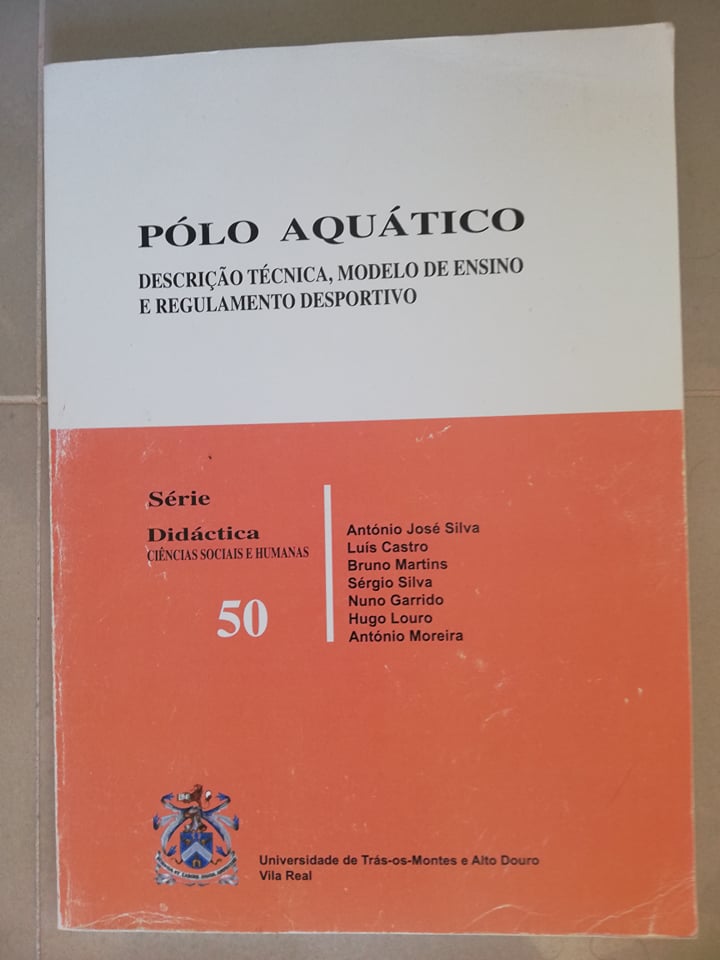 PÓLO AQUÁTICO
DESCRIÇÃO TÉCNICA, MODELO DE ENSINO
E REGULAMENTO DESPORTIVO
Série
Didáctica
CIÊNCIAS SOCIAIS E HUMANAS
50
António José Silva
Luís Castro
Bruno Martins
Sérgio Silva
Nuno Garrido
Hugo Louro
António Moreira
Universidade de Trás-os-Montes e Alto Douro
Vila Real